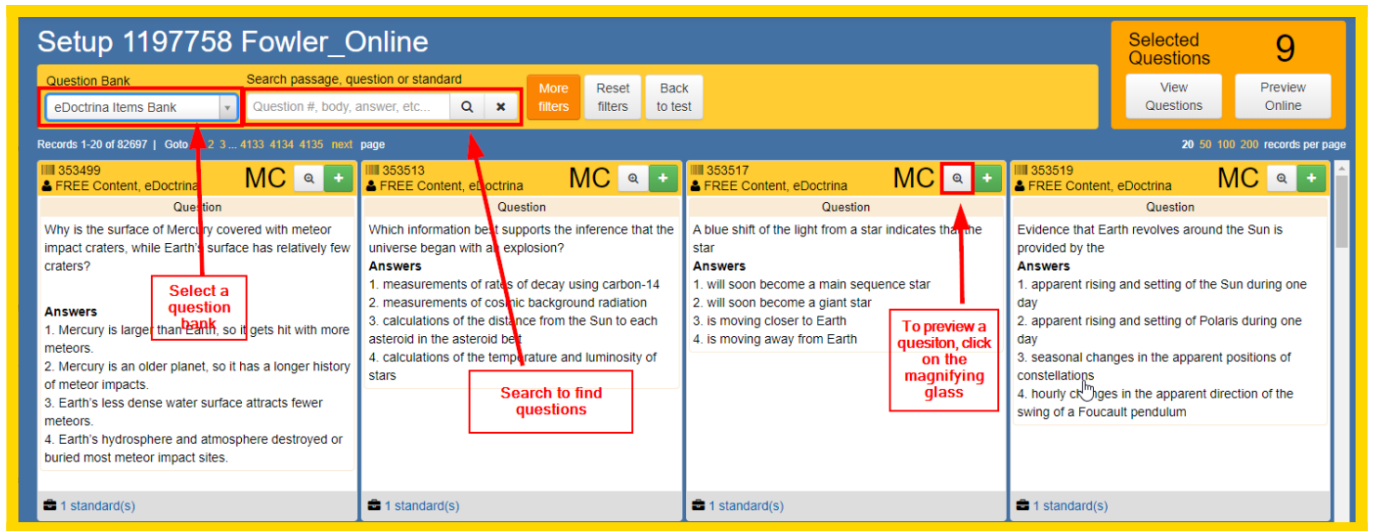 Setup 1197758 Fowler_Online
Selected
Questions
9
View
Questions
Preview
Online
Question Bank
Search passage, question or standard
eDoctrina Items Bank
Question #, body, answer, etc...
More
filters
Reset
filters
Back
to test
Records 1-20 of 82697 | Goto 2 3 ... 4133 4134 4135 next page
20 50 100 200 records per page
353499
FREE Content, eDoctrina
MC
Question
Why is the surface of Mercury covered with meteor
impact craters, while Earth's surface has relatively few
craters?
Answers
1. Mercury is larger than Earth, so it gets hit with more
meteors.
2. Mercury is an older planet, so it has a longer history
of meteor impacts.
3. Earth's less dense water surface attracts fewer
meteors.
4. Earth's hydrosphere and atmosphere destroyed or
buried most meteor impact sites.
1 standard(s)
Select a
question
bank
353513
FREE Content, eDoctrina
MC
Question
Which information best supports the inference that the
universe began with an explosion?
Answers
1. measurements of rates of decay using carbon-14
2. measurements of cosmic background radiation
3. calculations of the distance from the Sun to each
asteroid in the asteroid belt
4. calculations of the temperature and luminosity of
stars
1 standard(s)
Search to find
questions
353517
FREE Content, eDoctrina
MC
Question
A blue shift of the light from a star indicates that the
star
Answers
1. will soon become a main sequence star
2. will soon become a giant star
3. is moving closer to Earth
4. is moving away from Earth
1 standard(s)
To preview a
quesiton, click
on the
magnifying
glass
353519
FREE Content, eDoctrina
MC
Question
Evidence that Earth revolves around the Sun is
provided by the
Answers
1. apparent rising and setting of the Sun during one
day
2. apparent rising and setting of Polaris during one
day
3. seasonal changes in the apparent positions of
constellations
4. hourly changes in the apparent direction of the
swing of a Foucault pendulum
1 standard(s)